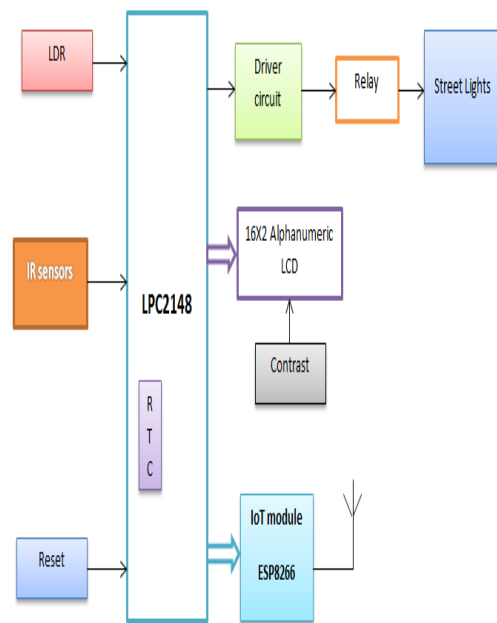 LDR
Driver
circuit
Relay
Street Lights
IR sensors
16X2 Alphanumeric
LCD
LPC2148
Contrast
R
T
C
Reset
IoT module
ESP8266